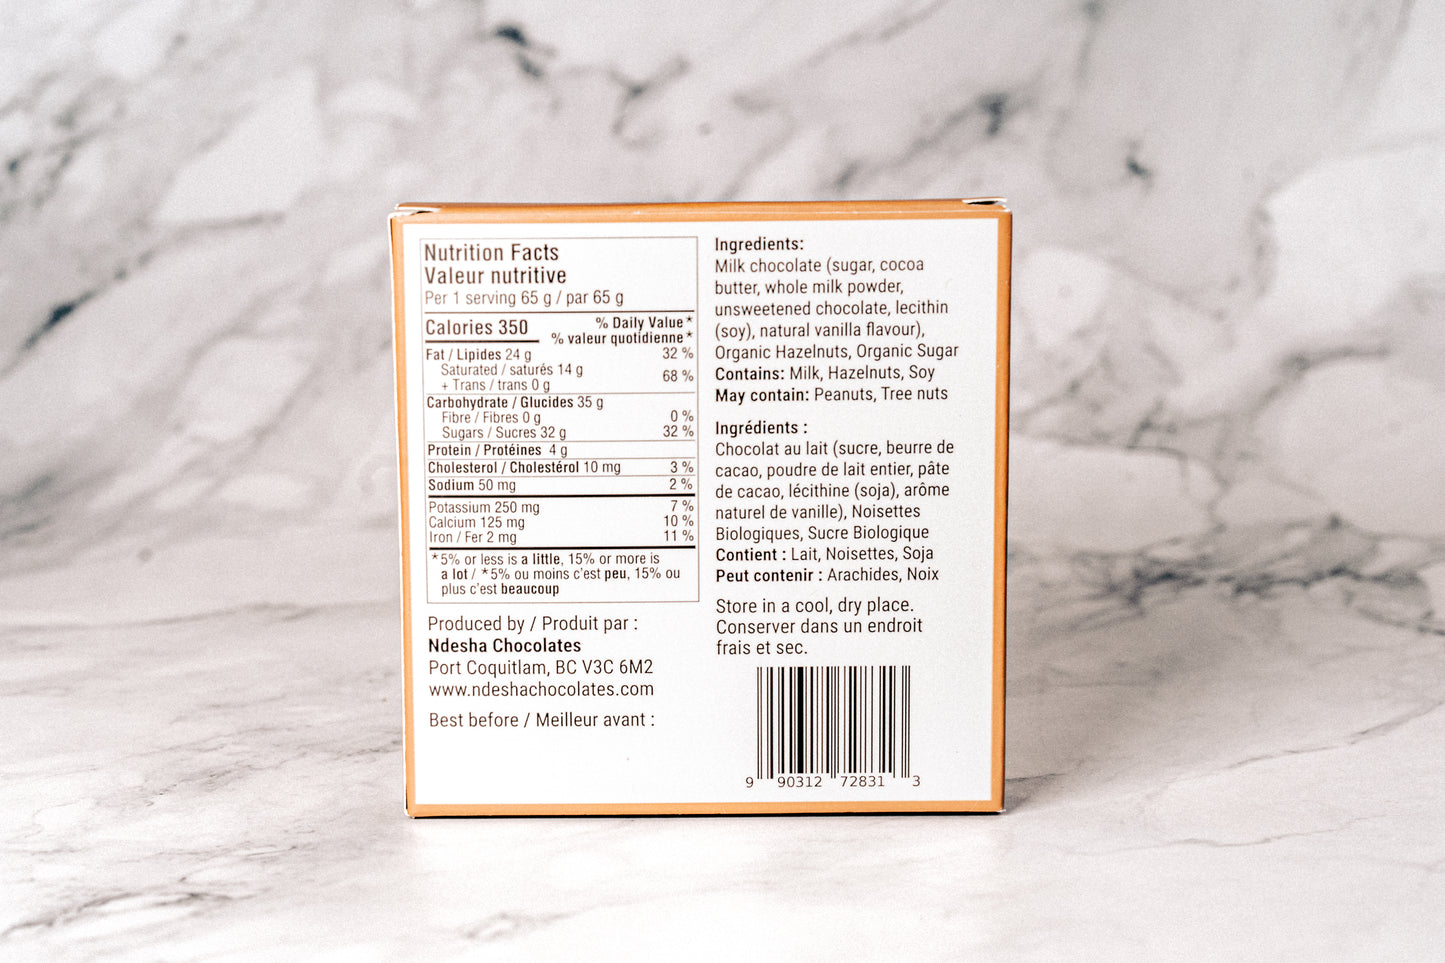 Nutrition Facts
Valeur nutritive
Per 1 serving 65 g / par 65 g
Calories 350
% Daily Value*
% valeur quotidienne*
Fat / Lipides 24 g 32 %
Saturated / saturés 14 g
+ Trans / trans 0 g 68 %
Carbohydrate / Glucides 35 g
Fibre / Fibres 0 g 0 %
Sugars / Sucres 32 g 32 %
Protein / Protéines 4 g
Cholesterol / Cholestérol 10 mg 3 %
Sodium 50 mg 2 %
Potassium 250 mg 7 %
Calcium 125 mg 10 %
Iron / Fer 2 mg 11 %
*5% or less is a little, 15% or more is
a lot / *5% ou moins c'est peu, 15% ou
plus c'est beaucoup
Produced by / Produit par :
Ndesha Chocolates
Port Coquitlam, BC V3C 6M2
www.ndeshachocolates.com
Best before / Meilleur avant :
Ingredients:
Milk chocolate (sugar, cocoa
butter, whole milk powder,
unsweetened chocolate, lecithin
(soy), natural vanilla flavour),
Organic Hazelnuts, Organic Sugar
Contains: Milk, Hazelnuts, Soy
May contain: Peanuts, Tree nuts
Ingrédients :
Chocolat au lait (sucre, beurre de
cacao, poudre de lait entier, pâte
de cacao, lécithine (soja), arôme
naturel de vanille), Noisettes
Biologiques, Sucre Biologique
Contient : Lait, Noisettes, Soja
Peut contenir : Arachides, Noix
Store in a cool, dry place.
Conserver dans un endroit
frais et sec.
9 90312 72831 3